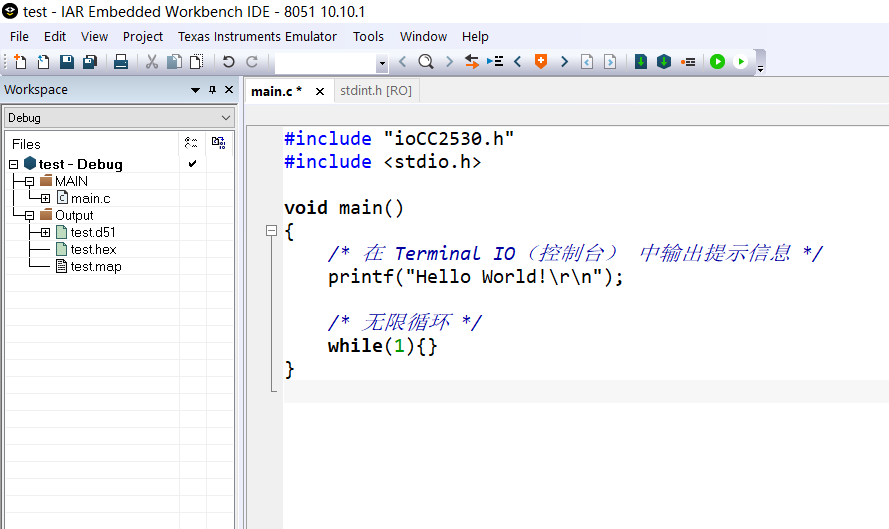 test - IAR Embedded Workbench IDE - 8051 10.10.1
File Edit View Project Texas Instruments Emulator Tools Window Help
Workspace
main.c * stdint.h [RO]
Debug
Files
test - Debug
MAIN
main.c
Output
test.d51
test.hex
test.map
#include "ioCC2530.h"
#include <stdio.h>
void main()
{
/* 在 Terminal IO（控制台） 中输出提示信息 */
printf("Hello World!\r\n");
/* 无限循环 */
while(1){}
}